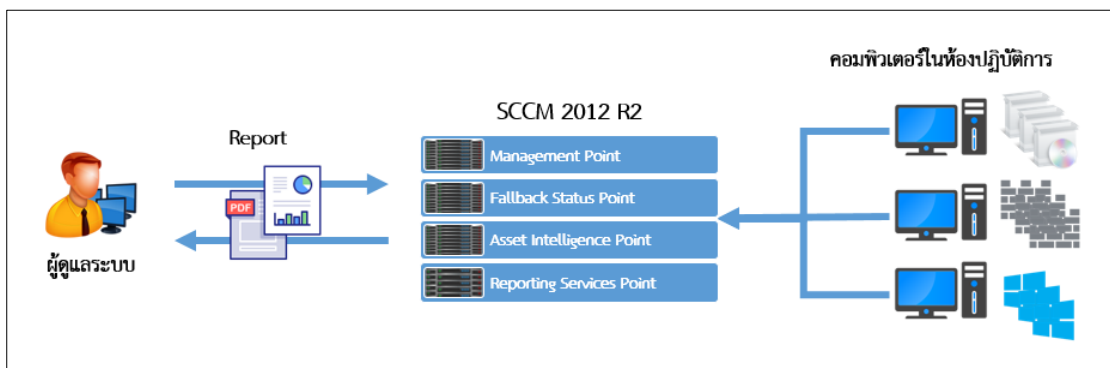 คอมพิวเตอร์ในห้องปฏิบัติการ
SCCM 2012 R2
Report
Management Point
Fallback Status Point
PDF
Asset Intelligence Point
ผู้ดูแลระบบ
Reporting Services Point